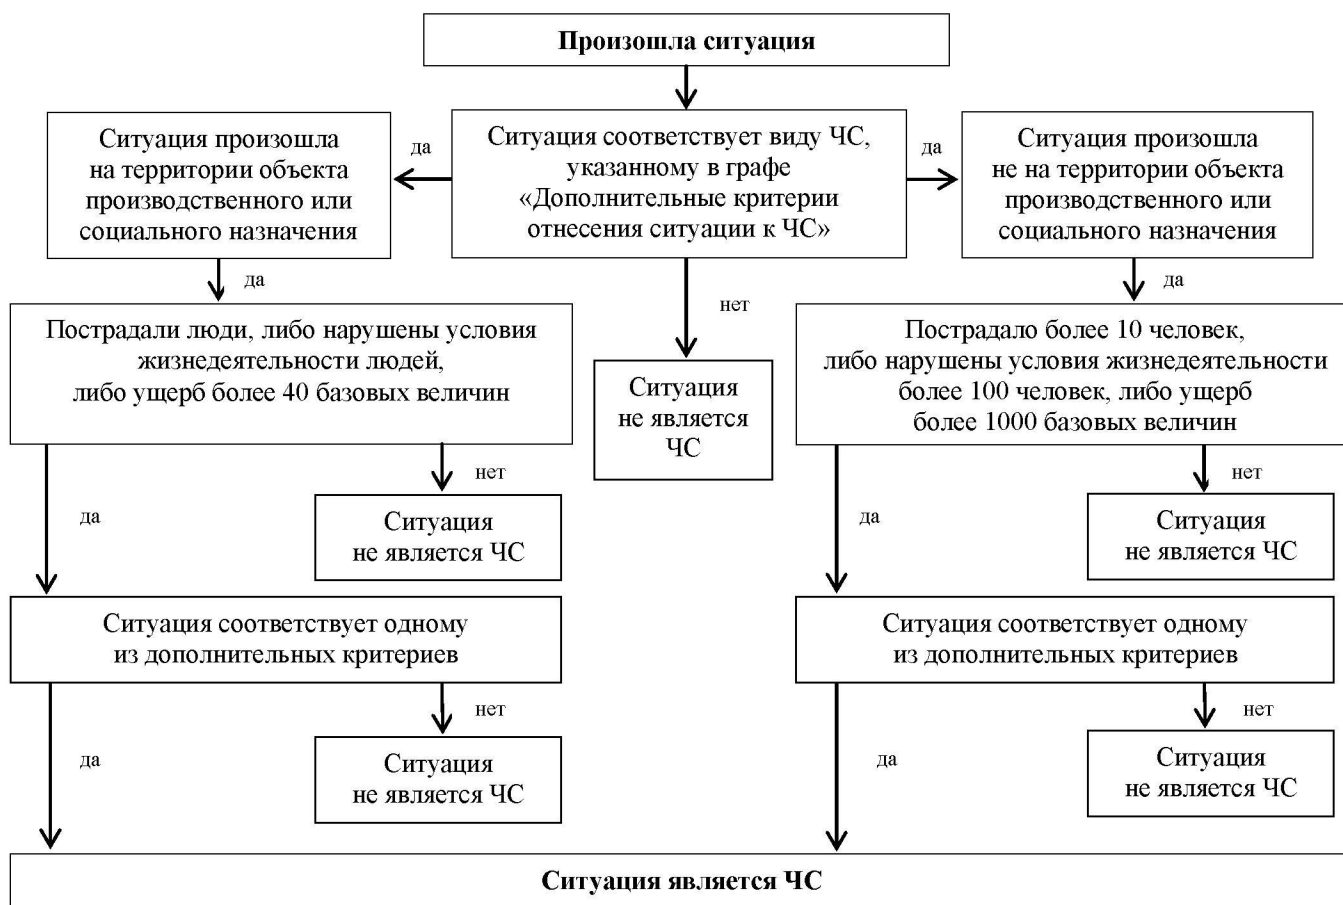 Произошла ситуация
Ситуация произошла
на территории объекта
производственного или
социального назначения
да
Ситуация соответствует виду ЧС,
указанному в графе
«Дополнительные критерии
отнесения ситуации к ЧС»
да
Ситуация произошла
не на территории объекта
производственного или
социального назначения
да
нет
да
Пострадали люди, либо нарушены условия
жизнедеятельности людей,
либо ущерб более 40 базовых величин
Ситуация
не является
ЧС
Пострадало более 10 человек,
либо нарушены условия жизнедеятельности
более 100 человек, либо ущерб
более 1000 базовых величин
да
нет
Ситуация
не является ЧС
да
нет
Ситуация
не является ЧС
Ситуация соответствует одному
из дополнительных критериев
Ситуация соответствует одному
из дополнительных критериев
да
нет
Ситуация
не является ЧС
да
нет
Ситуация
не является ЧС
Ситуация является ЧС